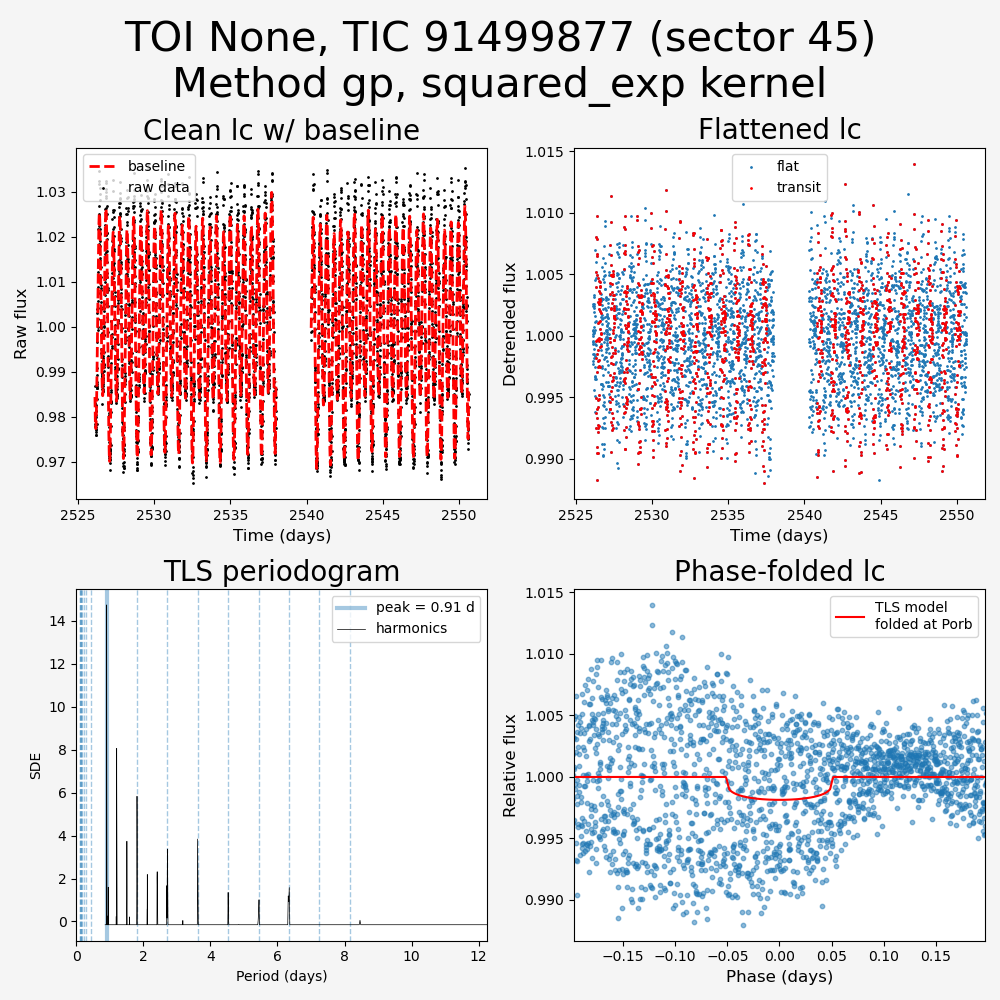 TOI None, TIC 91499877 (sector 45)
Method gp, squared_exp kernel
Clean lc w/ baseline
baseline
raw data
1.03
1.02
1.01
1.00
0.99
0.98
0.97
Raw flux
2525
2530
2535
2540
2545
2550
Time (days)
Flattened lc
flat
transit
1.015
1.010
1.005
1.000
0.995
0.990
Detrended flux
2525
2530
2535
2540
2545
2550
Time (days)
TLS periodogram
peak = 0.91 d
harmonics
14
12
10
8
6
4
2
0
SDE
0
2
4
6
8
10
12
Period (days)
Phase-folded lc
TLS model
folded at Porb
1.015
1.010
1.005
1.000
0.995
0.990
Relative flux
−0.15
−0.10
−0.05
0.00
0.05
0.10
0.15
Phase (days)